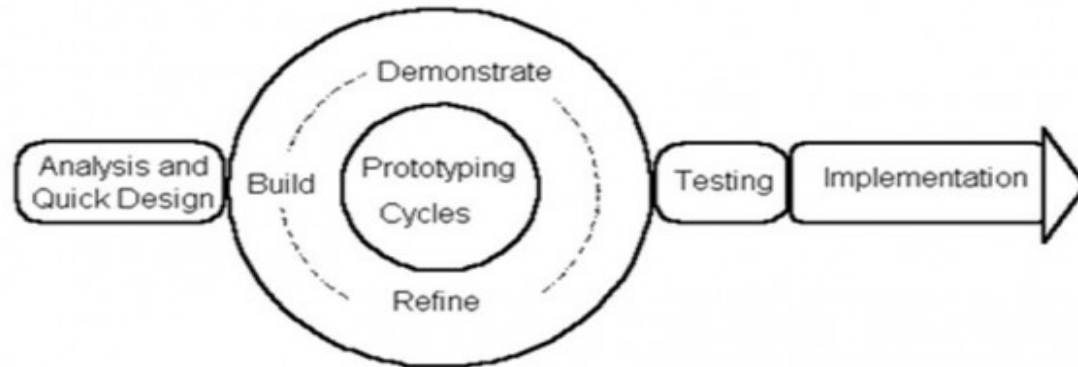 Analysis and
Quick Design
Demonstrate
Build
Prototyping
Cycles
Refine
Testing
Implementation